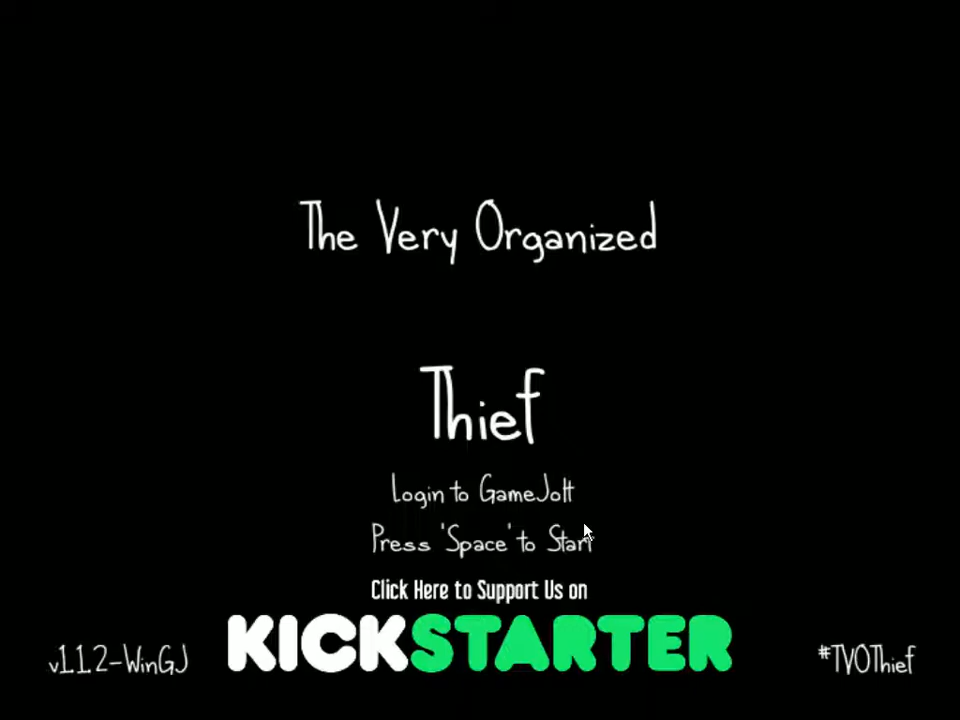 The Very Organized
Thief
Login to GameJolt
Press 'Space' to Start
Click Here to Support Us on
KICKSTARTER
v1.1.2-WinGJ
#TVOThief